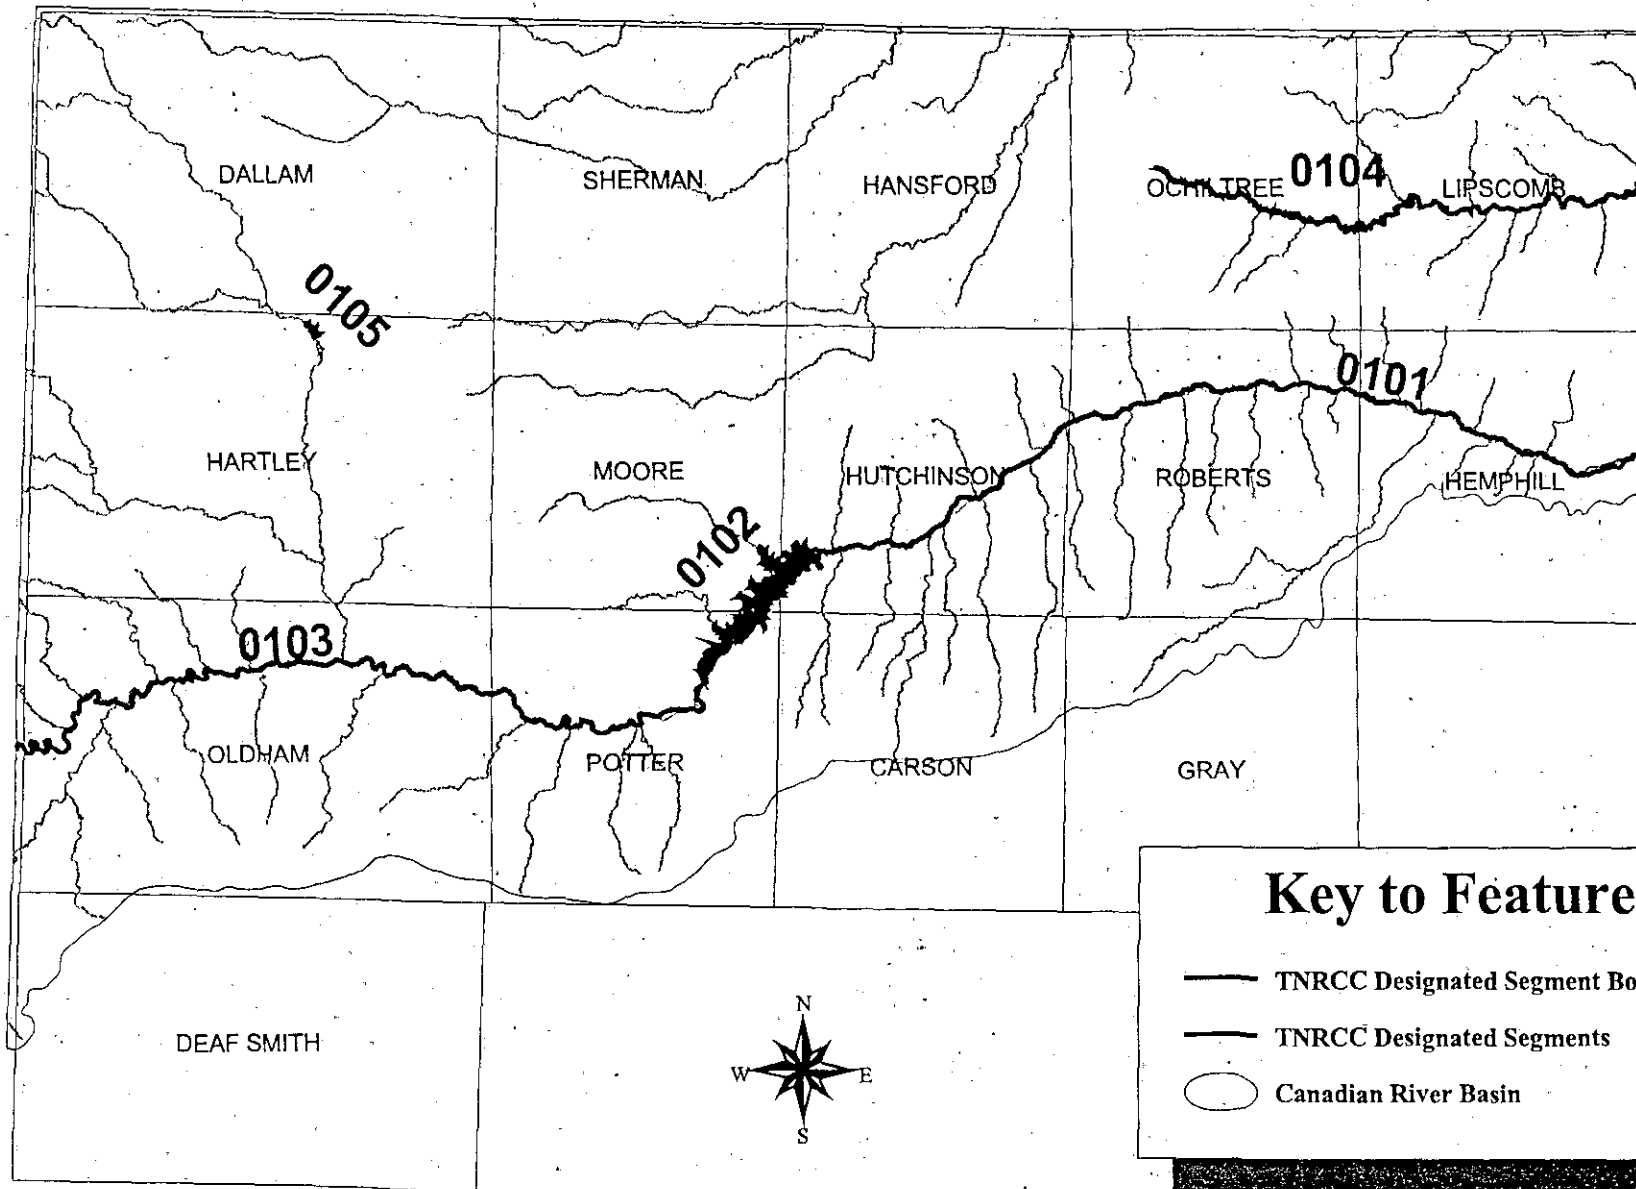 DALLAM
SHERMAN
HANSFORD
OCHILTREE
0104
LIPSCOMB
0105
0101
HARTLEY
MOORE
HUTCHINSON
ROBERTS
HEMPHILL
0102
0103
OLDHAM
POTTER
CARSON
GRAY
Key to Feature
TNRCC Designated Segment Bo
TNRCC Designated Segments
Canadian River Basin
DEAF SMITH
N
W
E
S